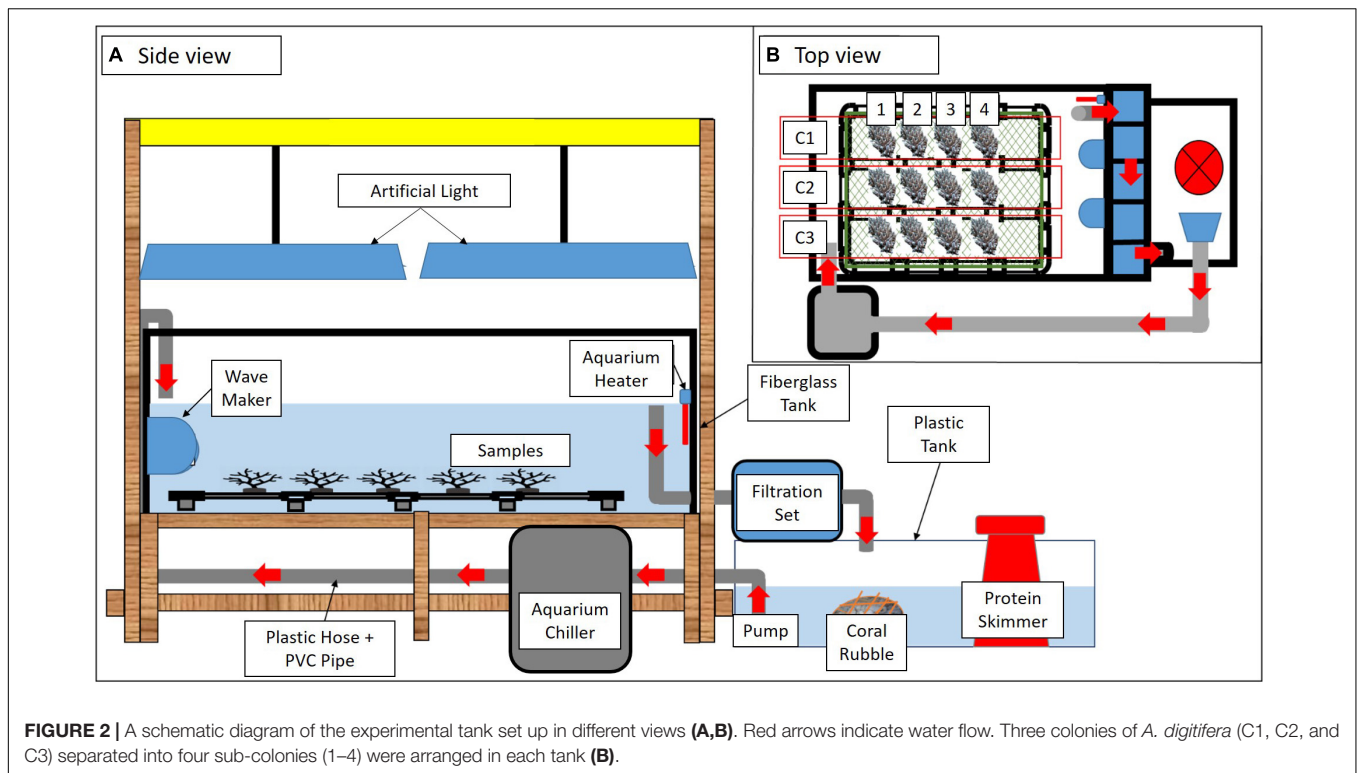 A Side view
Artificial Light
Wave
Maker
Aquarium
Heater
Samples
Fiberglass
Tank
Plastic
Tank
Filtration
Set
Aquarium
Chiller
Plastic Hose +
PVC Pipe
Pump
Coral
Rubble
Protein
Skimmer
B Top view
1 2 3 4
C1
C2
C3
FIGURE 2 | A schematic diagram of the experimental tank set up in different views (A,B). Red arrows indicate water flow. Three colonies of A. digitifera (C1, C2, and
C3) separated into four sub-colonies (1–4) were arranged in each tank (B).